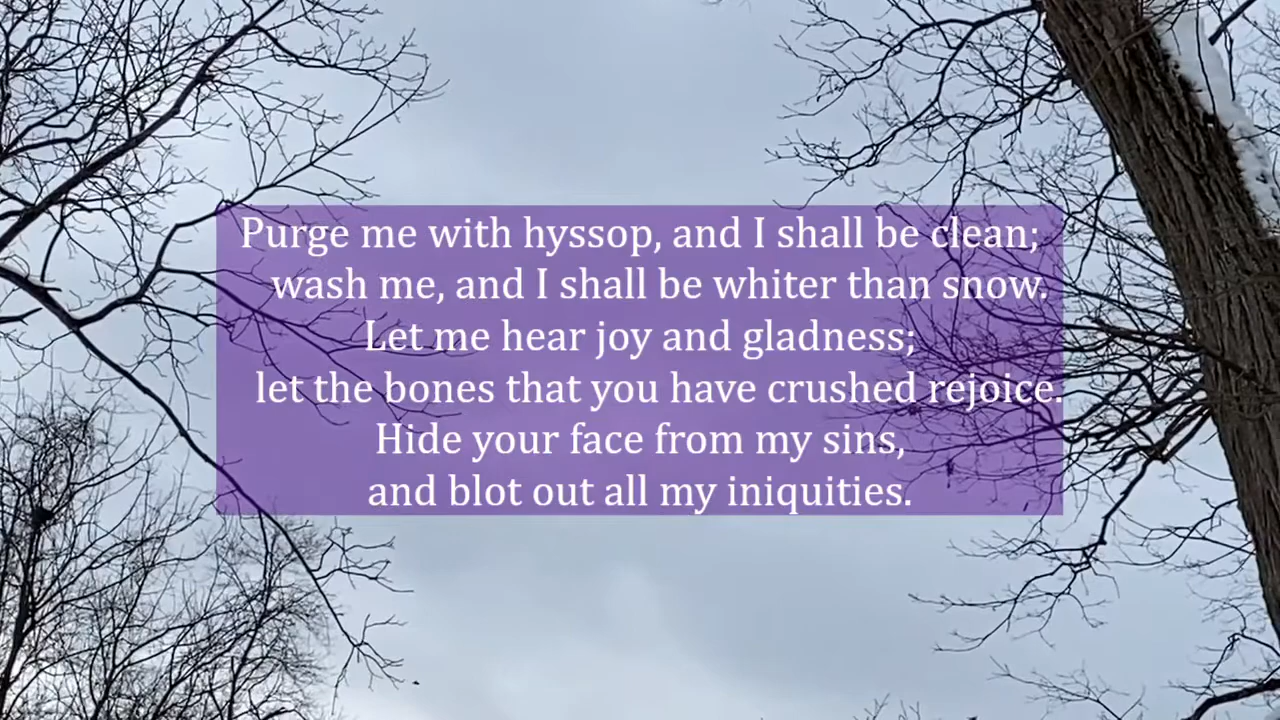 Purge me with hyssop, and I shall be clean;
wash me, and I shall be whiter than snow.
Let me hear joy and gladness;
let the bones that you have crushed rejoice.
Hide your face from my sins,
and blot out all my iniquities.